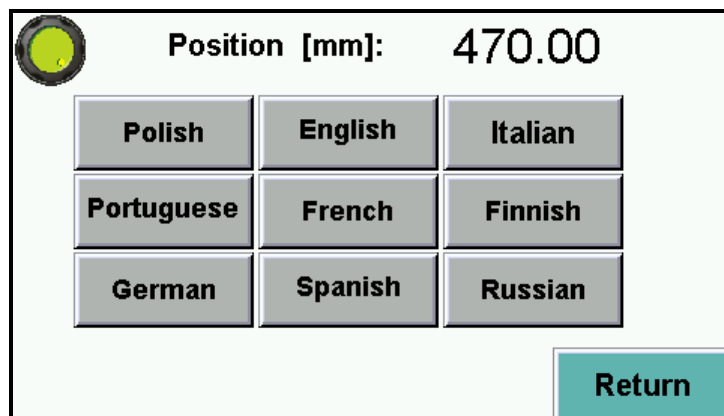 Position [mm]: 470.00
Polish English Italian
Portuguese French Finnish
German Spanish Russian
Return